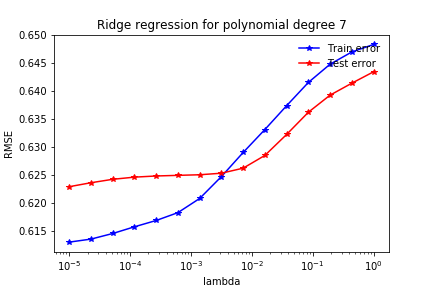 Ridge regression for polynomial degree 7
RMSE
0.650
0.645
0.640
0.635
0.630
0.625
0.620
0.615
Train error
Test error
10⁻⁵ 10⁻⁴ 10⁻³ 10⁻² 10⁻¹ 10⁰
lambda